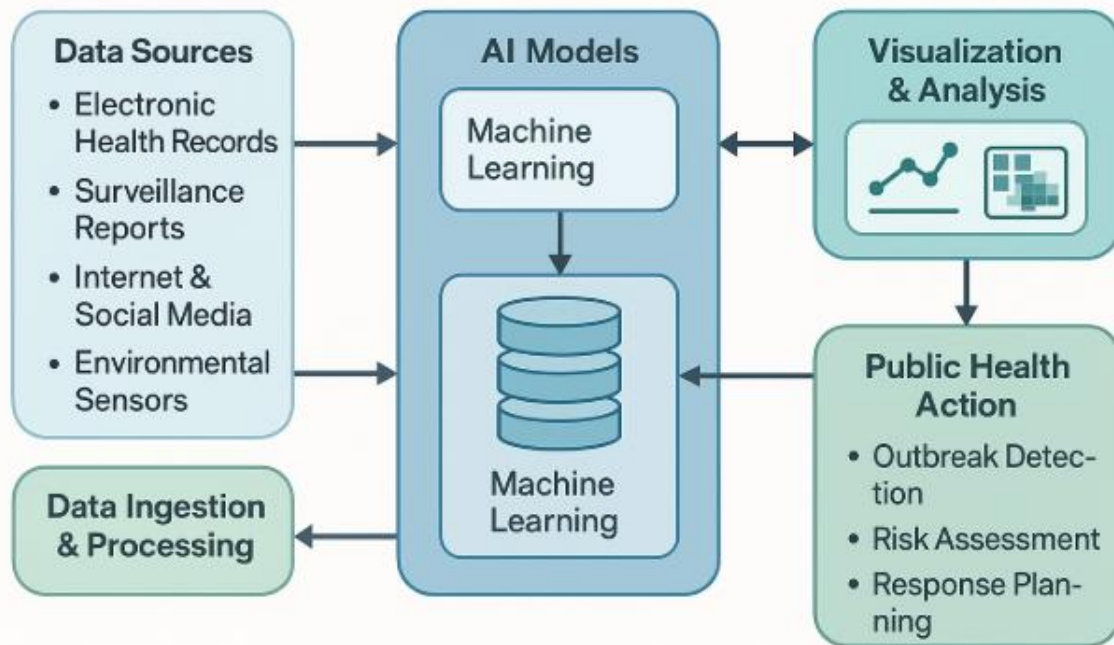 Data Sources
• Electronic
Health Records
• Surveillance
Reports
• Internet &
Social Media
• Environmental
Sensors
Data Ingestion
& Processing
AI Models
Machine
Learning
Machine
Learning
Visualization
& Analysis
Public Health
Action
• Outbreak Detec-
tion
• Risk Assessment
• Response Plan-
ning